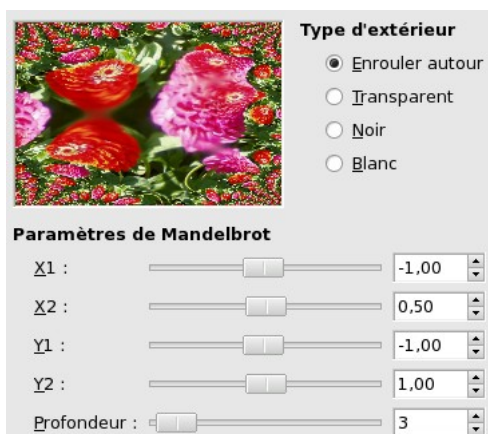 Type d'extérieur
Enrouler autour
Transparent
Noir
Blanc
Paramètres de Mandelbrot
X1 : -1,00
X2 : 0,50
Y1 : -1,00
Y2 : 1,00
Profondeur : 3